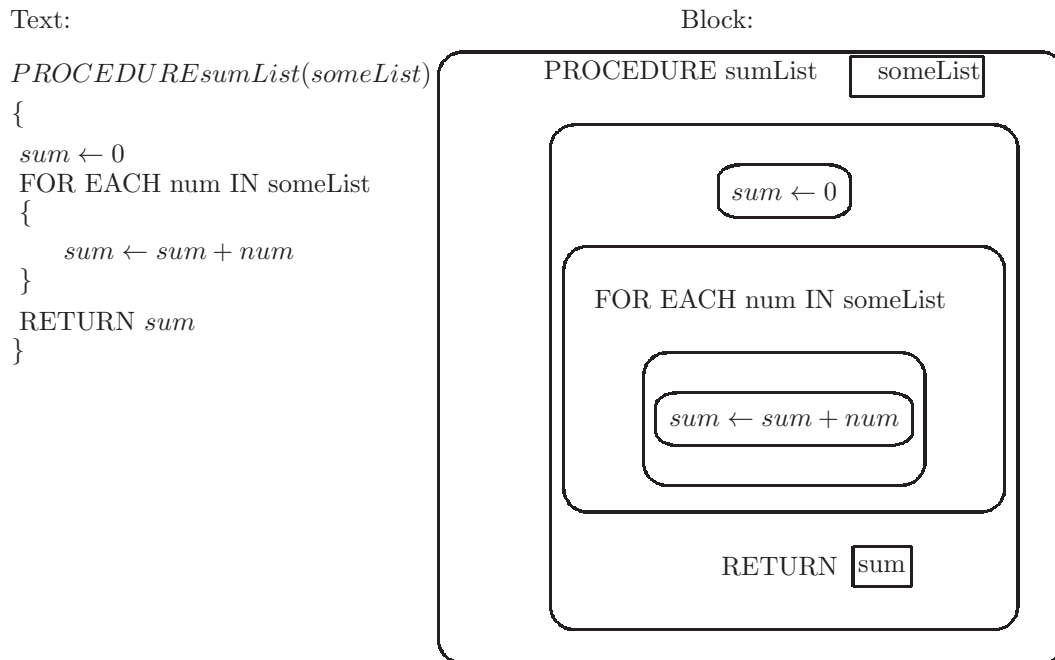 Text:
PROCEDUREsumList(someList)
{
sum ← 0
FOR EACH num IN someList
{
sum ← sum + num
}
RETURN sum
}
Block:
PROCEDURE sumList someList
sum ← 0
FOR EACH num IN someList
sum ← sum + num
RETURN sum